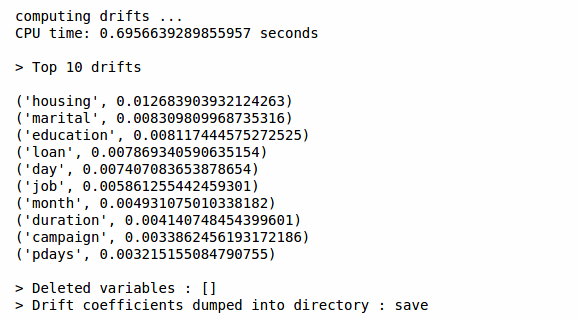 computing drifts ...
CPU time: 0.6956639289855957 seconds
> Top 10 drifts
('housing', 0.012683903932124263)
('marital', 0.008309809968735316)
('education', 0.008117444575272525)
('loan', 0.007869340590635154)
('day', 0.007407083653878654)
('job', 0.005861255442459301)
('month', 0.004931075010338182)
('duration', 0.004140748454399601)
('campaign', 0.0033862456193172186)
('pdays', 0.003215155084790755)
> Deleted variables : []
> Drift coefficients dumped into directory : save